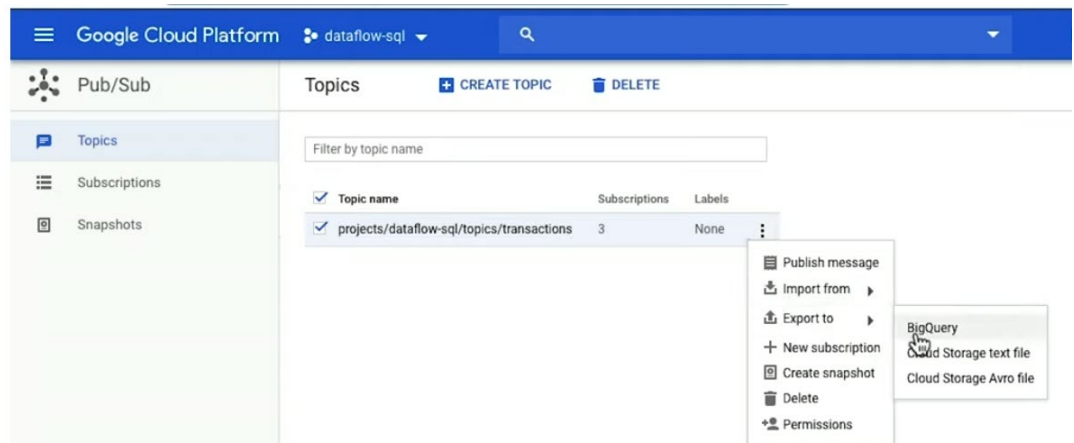 Google Cloud Platform dataflow-sql
Pub/Sub Topics CREATE TOPIC DELETE
Topics
Subscriptions
Snapshots
Filter by topic name
Topic name Subscriptions Labels
projects/dataflow-sql/topics/transactions 3 None
Publish message
Import from
Export to
New subscription
Create snapshot
Delete
Permissions
BigQuery
Cloud Storage text file
Cloud Storage Avro file